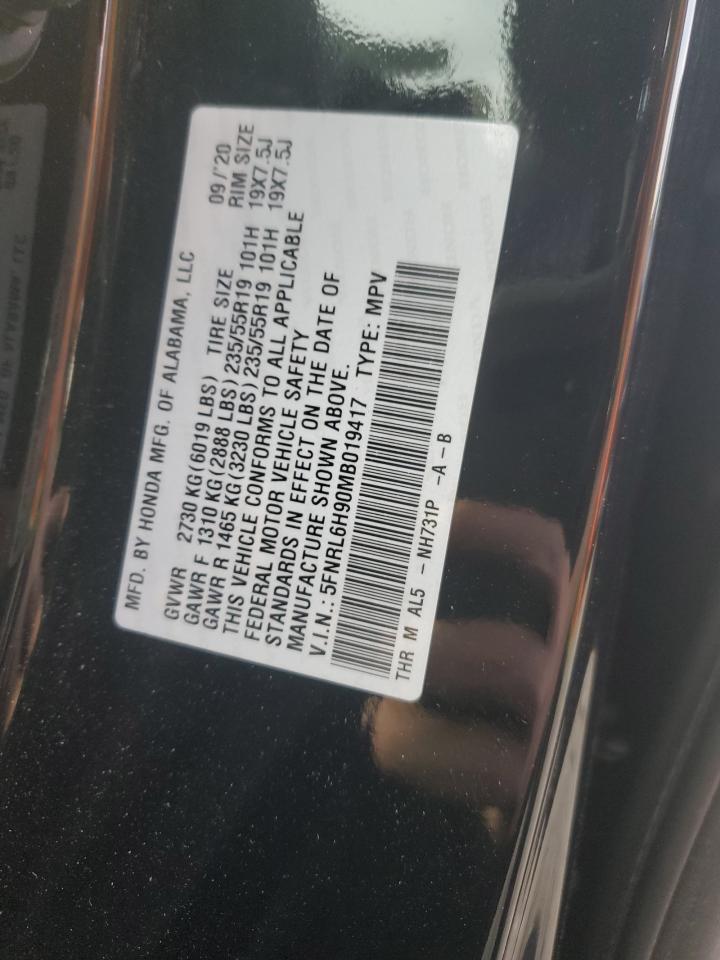 MFD. BY HONDA MFG. OF ALABAMA, LLC 09/'20
GVWR 2730 KG(6019 LBS) TIRE SIZE RIM SIZE
GAWR F 1310 KG(2888 LBS)235/55R19 101H 19X7.5J
GAWR R 1465 KG(3230 LBS)235/55R19 101H 19X7.5J
THIS VEHICLE CONFORMS TO ALL APPLICABLE
FEDERAL MOTOR VEHICLE SAFETY
STANDARDS IN EFFECT ON THE DATE OF
MANUFACTURE SHOWN ABOVE.
V.I.N.: 5FNRL6H90MB019417 TYPE: MPV
THR M AL5 - NH731P -A-B